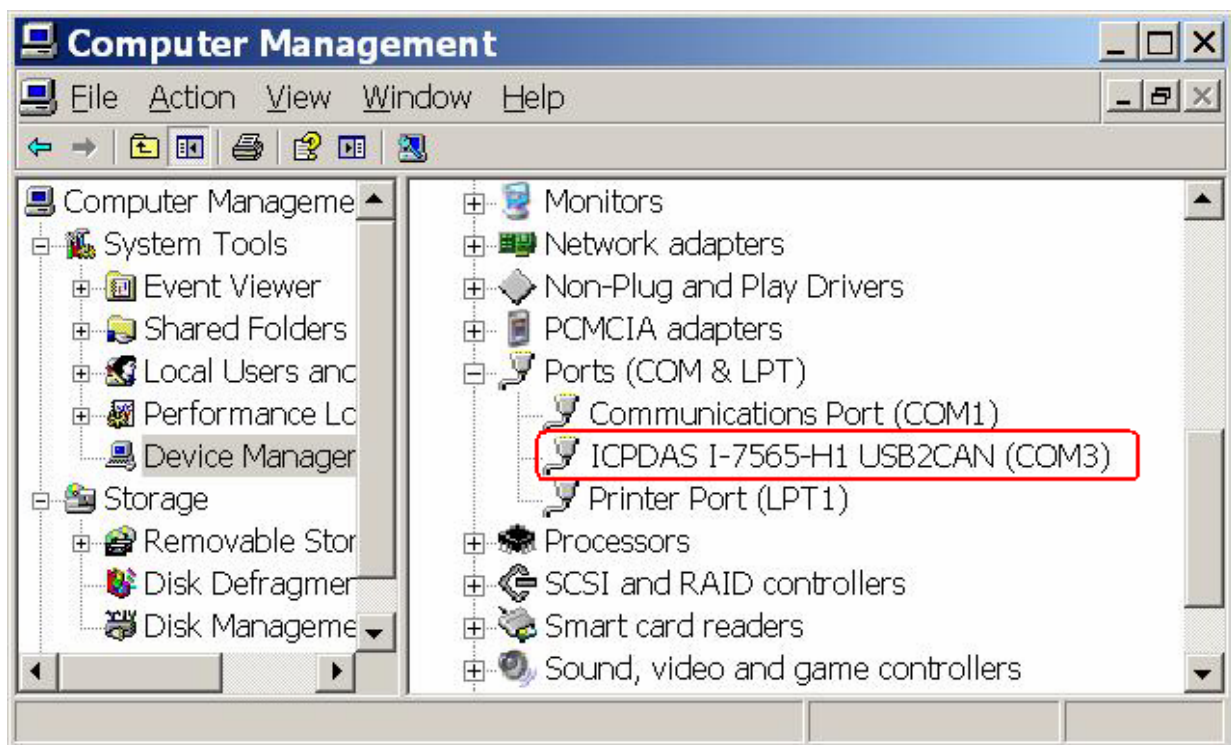 Computer Management
File Action View Window Help
Computer Manageme
System Tools
Event Viewer
Shared Folders
Local Users and
Performance Lo
Device Manager
Storage
Removable Stor
Disk Defragmer
Disk Manageme
Monitors
Network adapters
Non-Plug and Play Drivers
PCMCIA adapters
Ports (COM & LPT)
Communications Port (COM1)
ICPDAS I-7565-H1 USB2CAN (COM3)
Printer Port (LPT1)
Processors
SCSI and RAID controllers
Smart card readers
Sound, video and game controllers